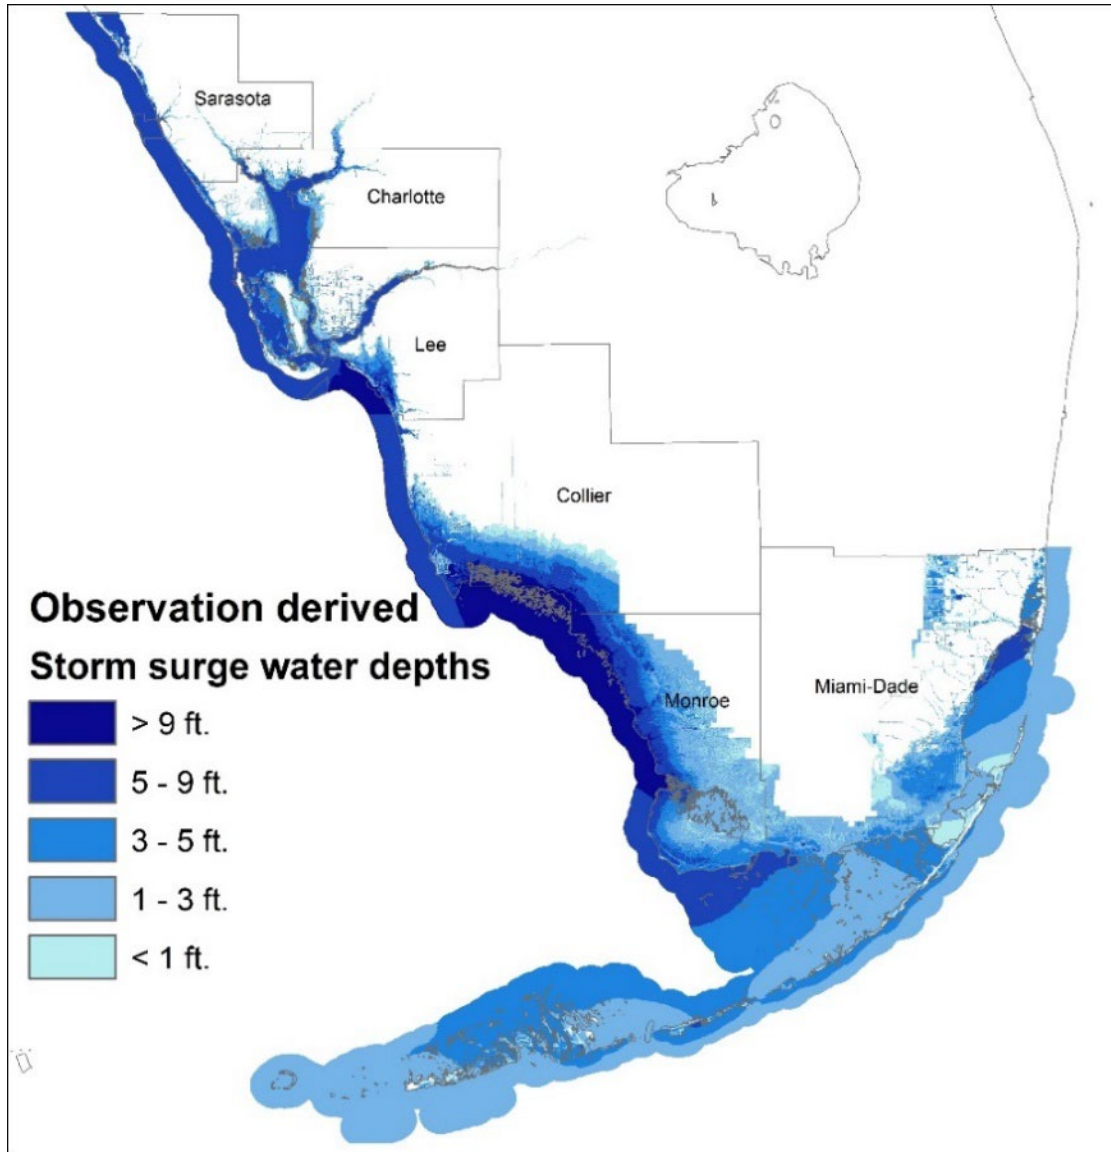 Sarasota
Charlotte
Lee
Collier
Observation derived
Storm surge water depths
Monroe
Miami-Dade
> 9 ft.
5 - 9 ft.
3 - 5 ft.
1 - 3 ft.
< 1 ft.